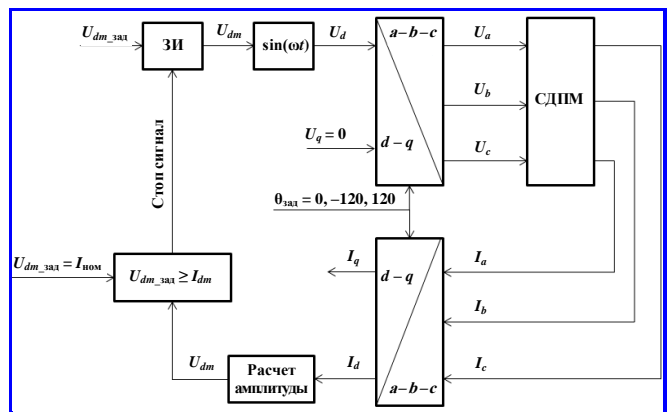 U_dm_зад
ЗИ
U_dm
sin(ωt)
U_d
a–b–c
d–q
U_a
U_b
U_c
СДПМ
U_q = 0
Стоп сигнал
θ_зад = 0, –120, 120
U_dm_зад = I_ном
U_dm_зад ≥ I_dm
I_q
d–q
a–b–c
I_a
I_b
I_c
U_dm
Расчет
амплитуды
I_d